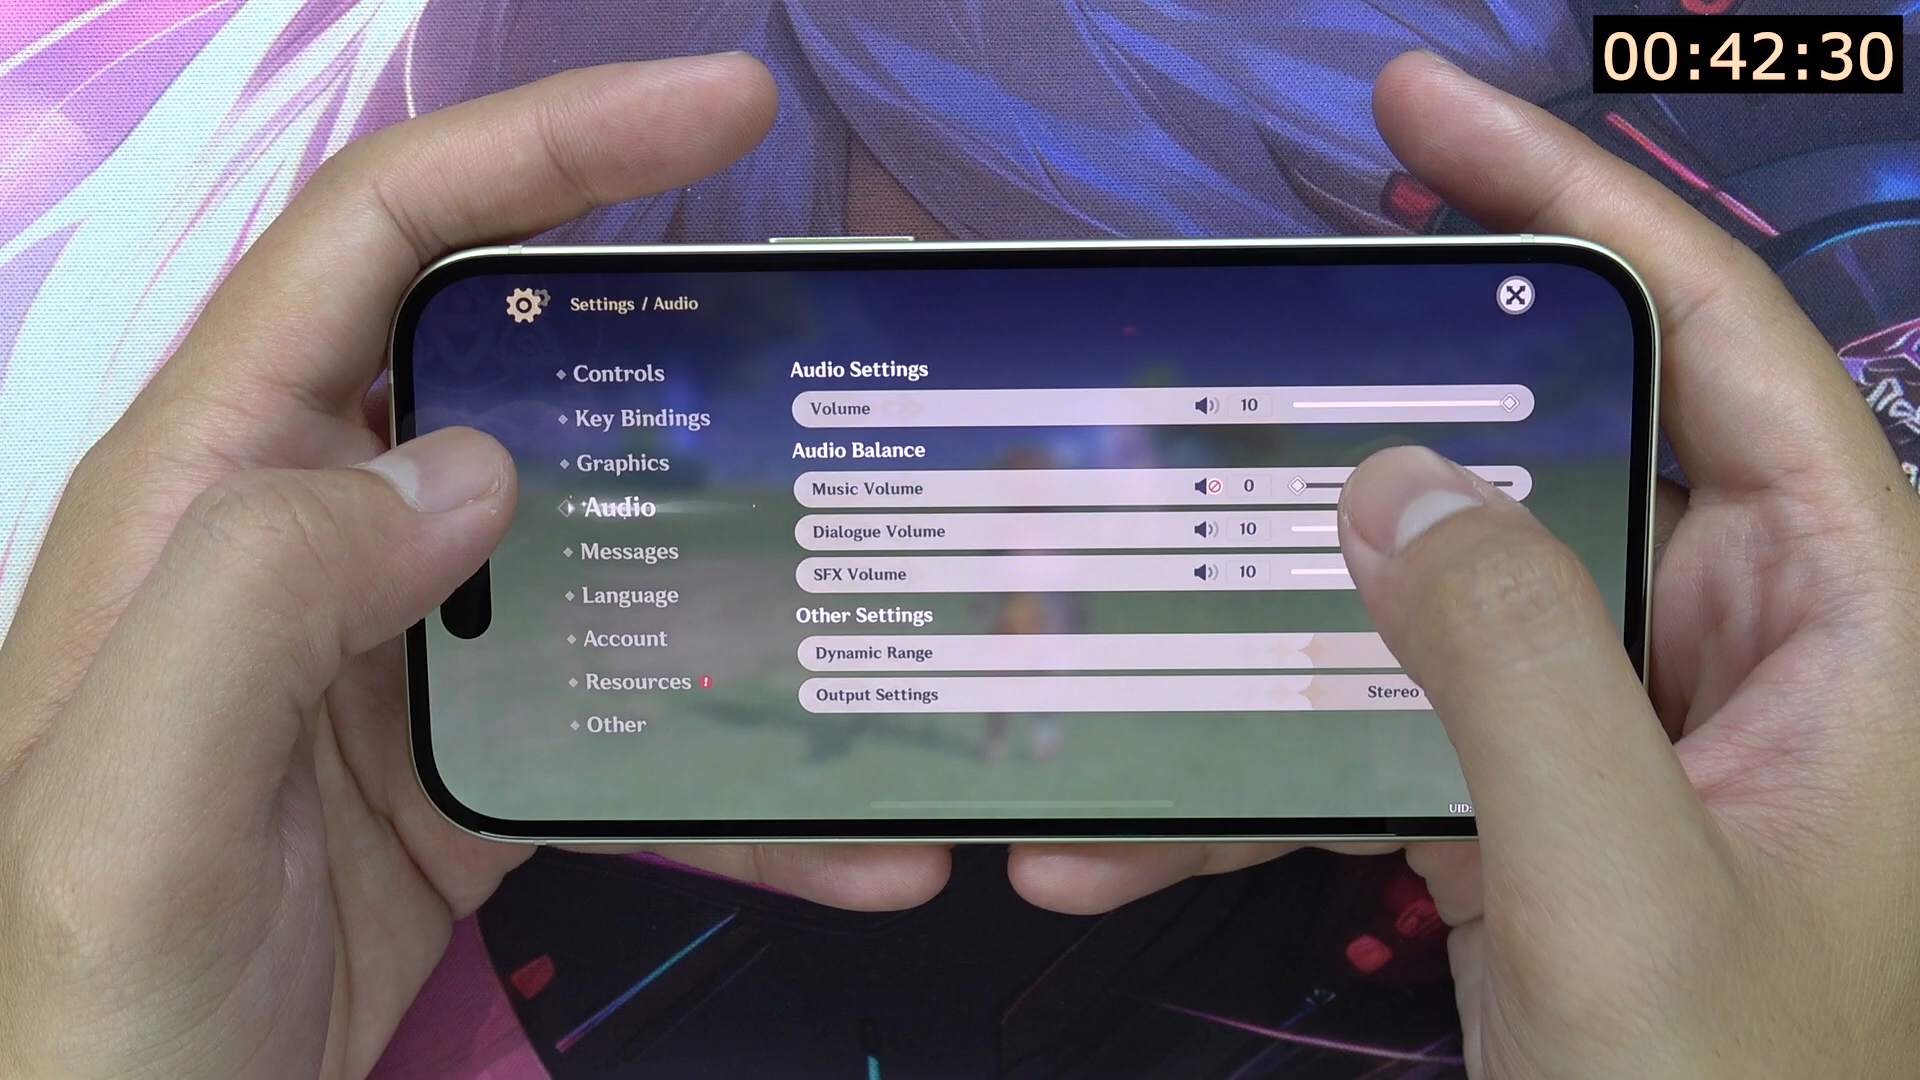 00:42:30
Settings / Audio
Controls
Key Bindings
Graphics
Audio
Messages
Language
Account
Resources !
Other
Audio Settings
Volume 10
Audio Balance
Music Volume 0
Dialogue Volume 10
SFX Volume 10
Other Settings
Dynamic Range
Output Settings Stereo
UID: